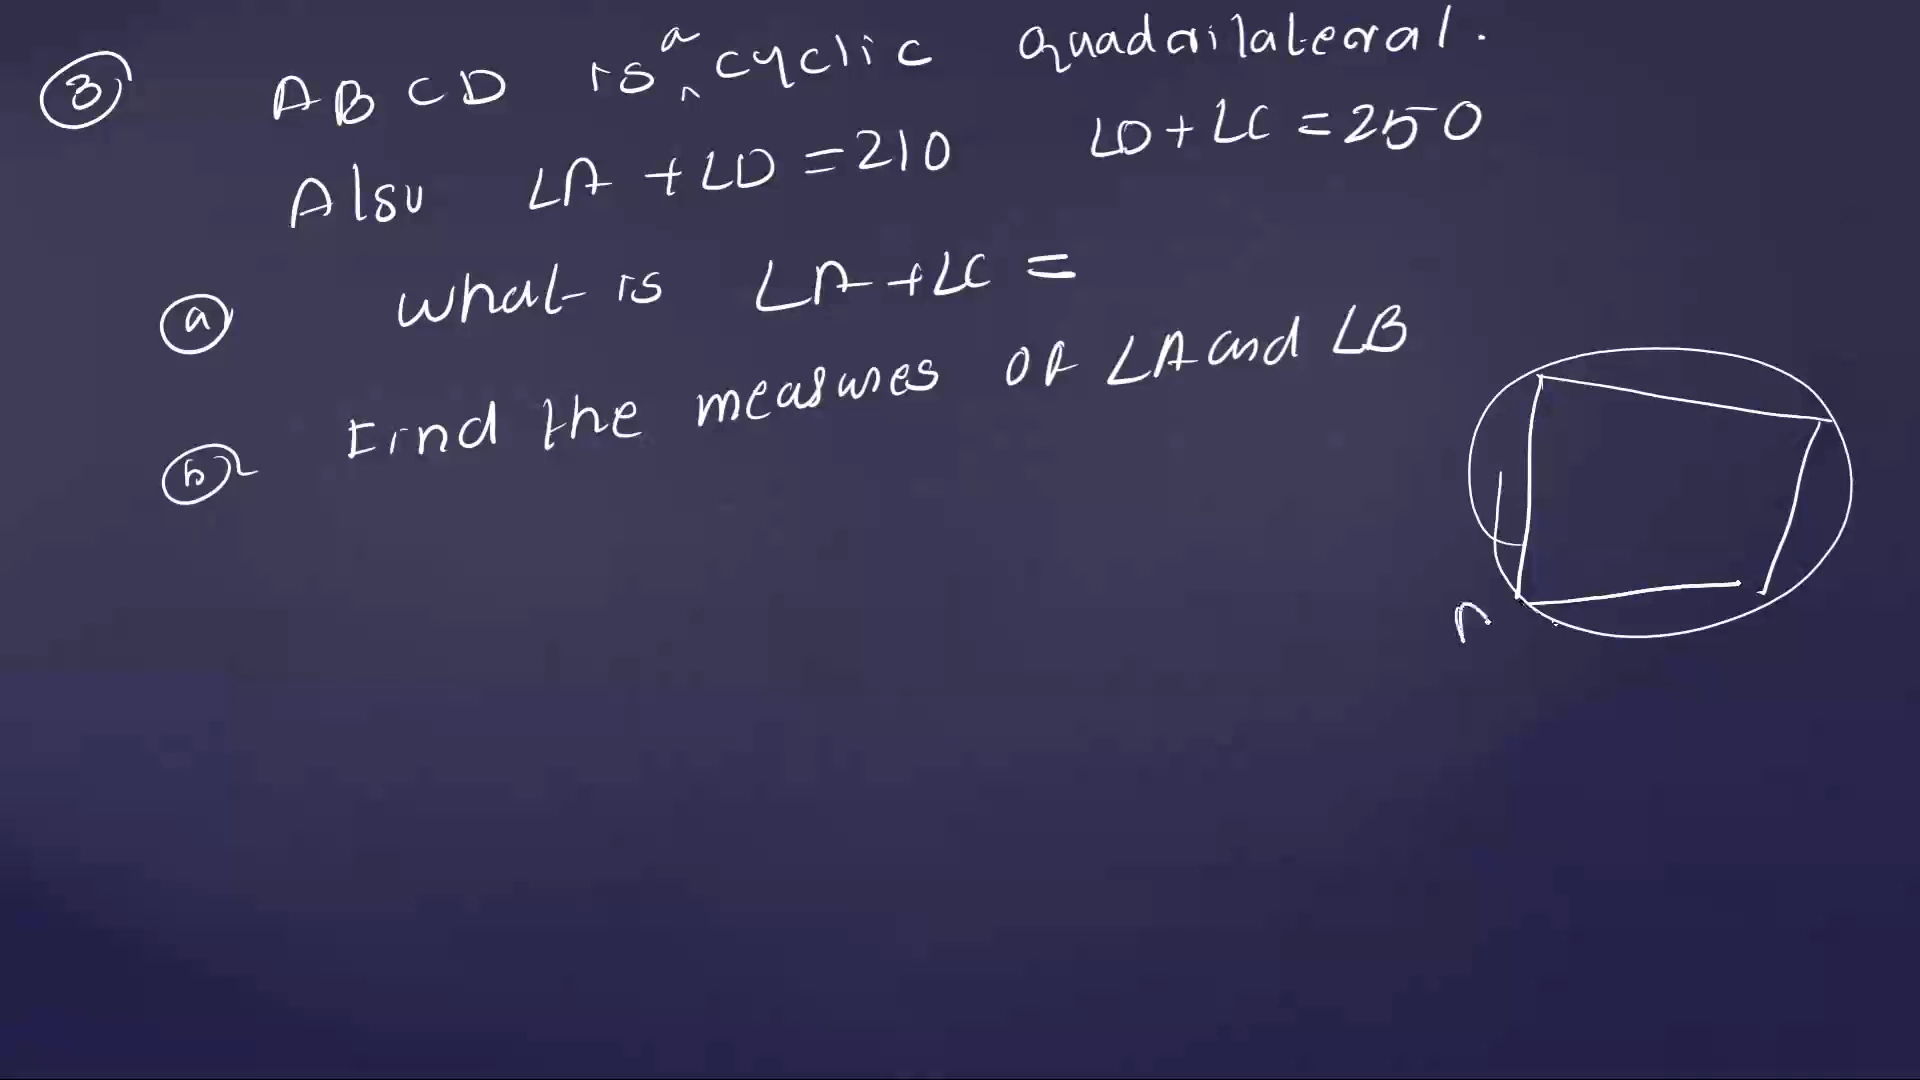 3 ABCD is a cyclic quadrilateral.
Also ∠A + ∠D = 210 ∠D + ∠C = 250
a What is ∠A + ∠C =
b Find the measures of ∠A and ∠B